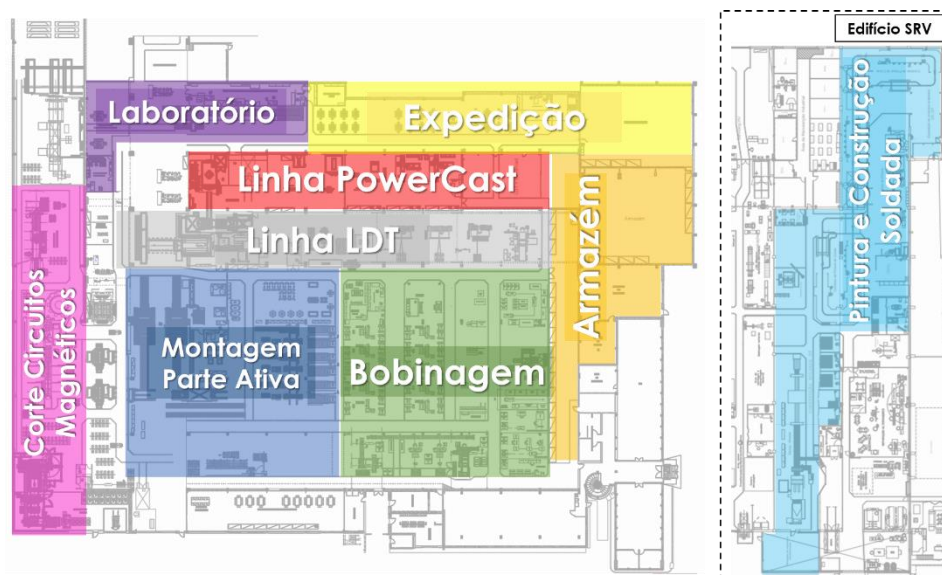 Edifício SRV
Laboratório
Expedição
Linha PowerCast
Linha LDT
Armazém
Corte Circuitos
Magnéticos
Montagem
Parte Ativa
Bobinagem
Pintura e Construção
Soldada